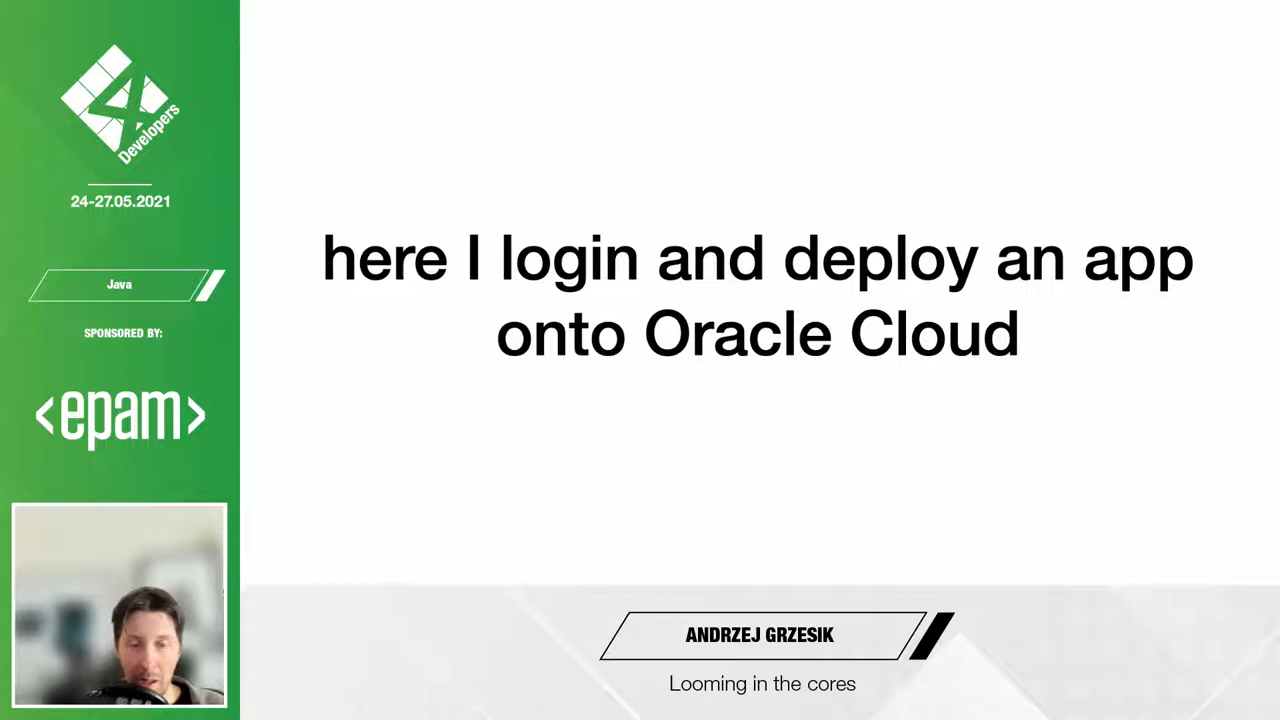 4
Developers
24-27.05.2021
Java
SPONSORED BY:
<epam>
here I login and deploy an app
onto Oracle Cloud
ANDRZEJ GRZESIK
Looming in the cores